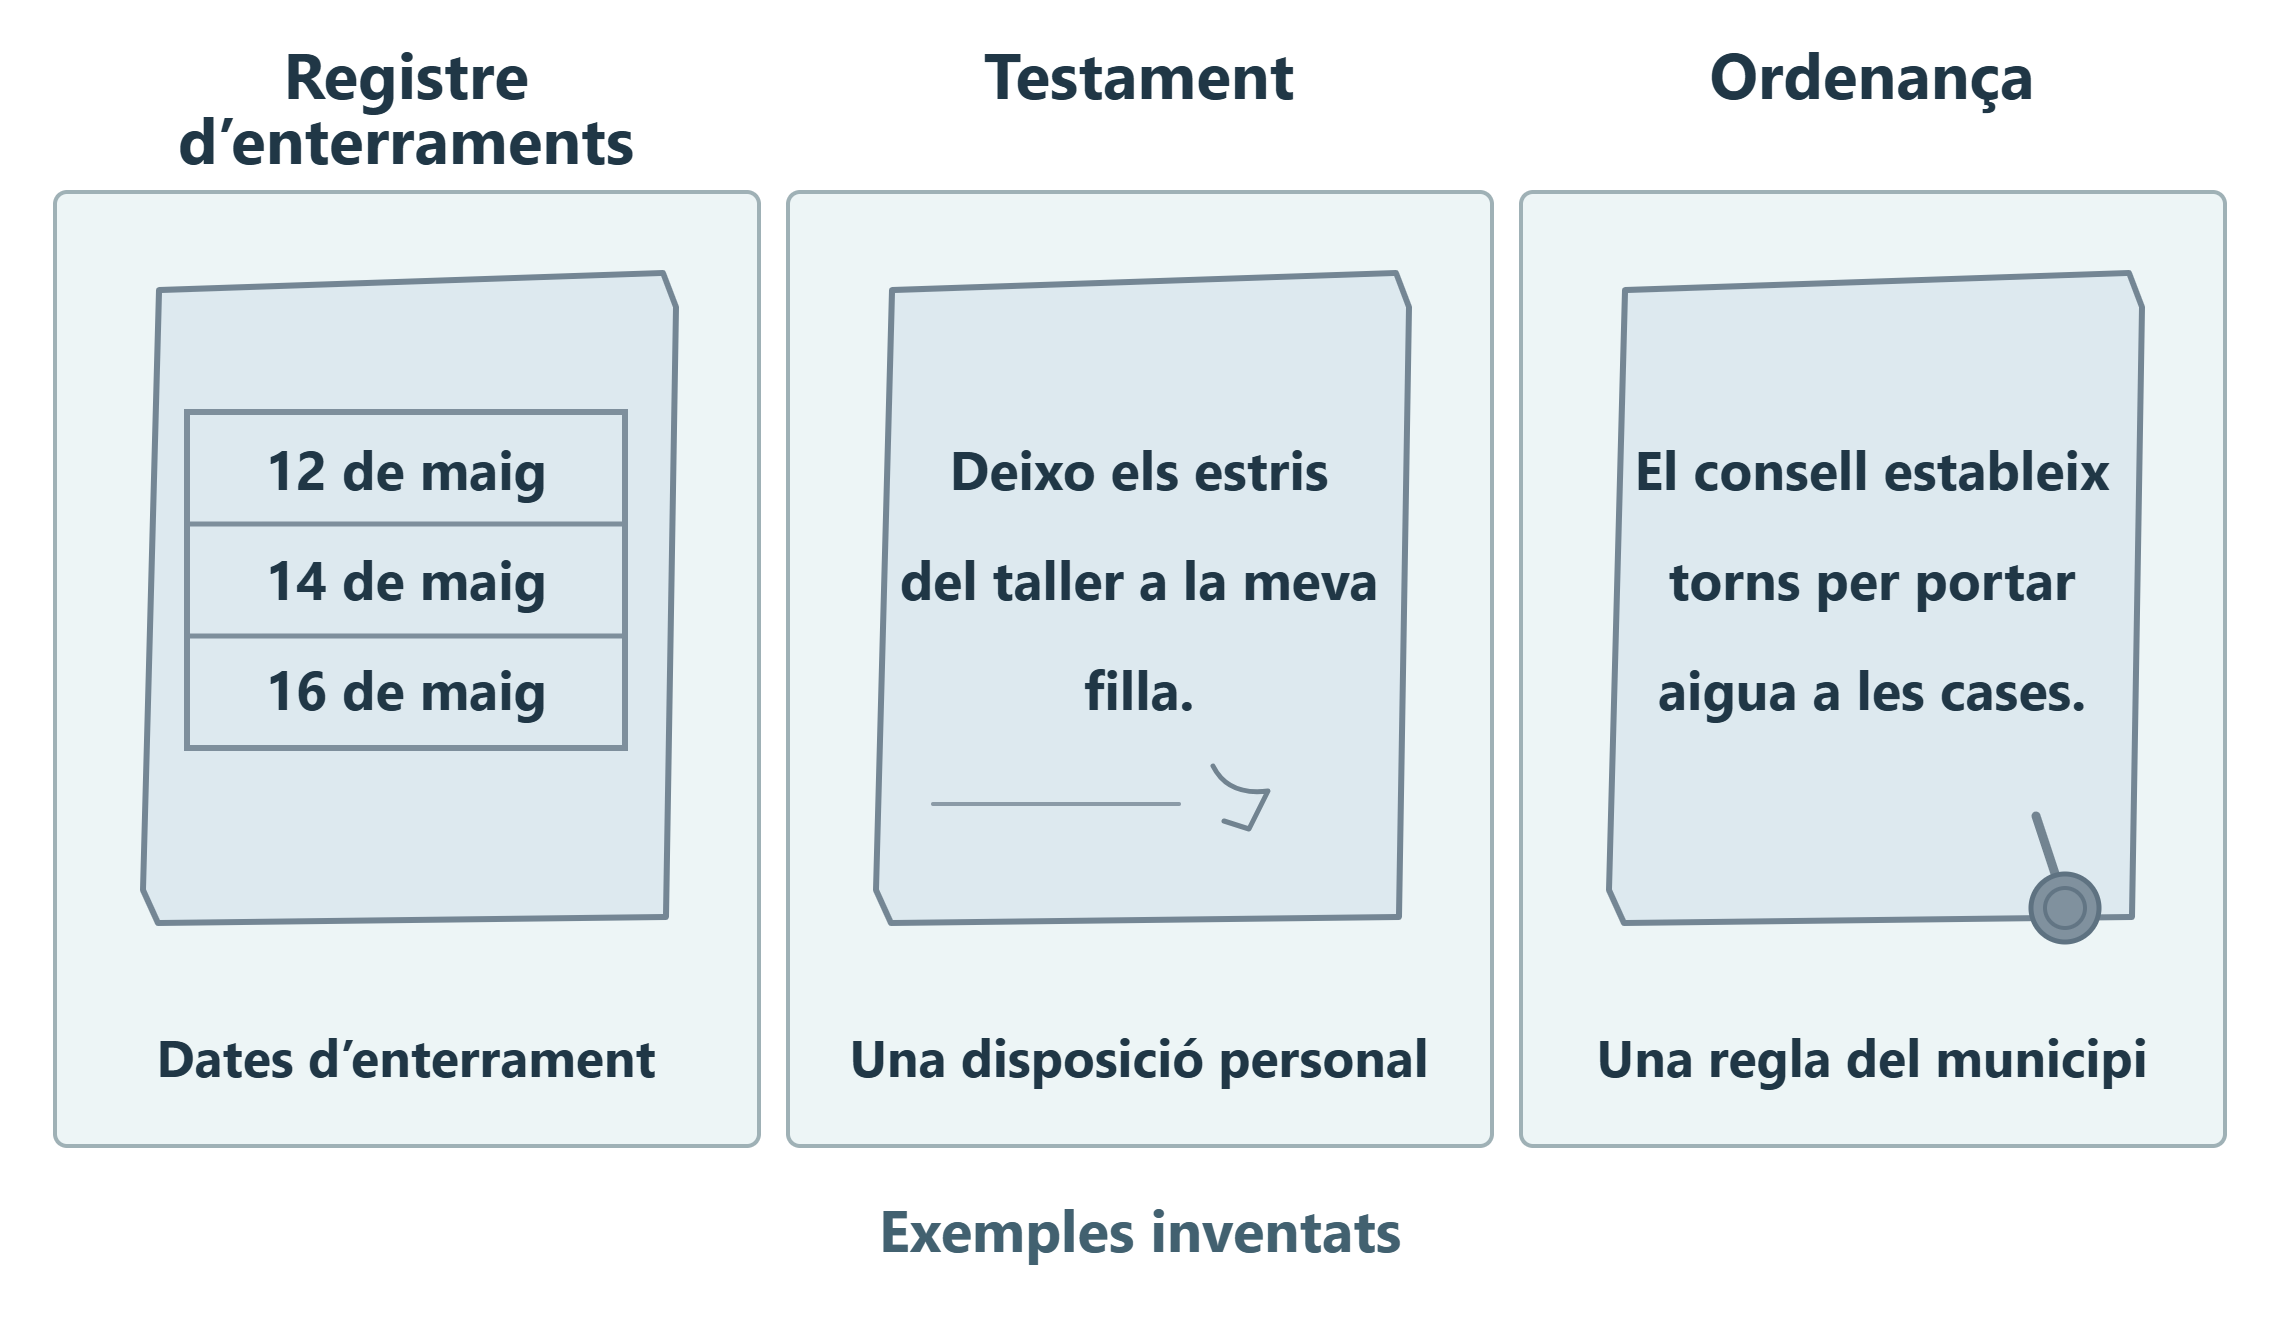 Registre
d’enterraments
12 de maig
14 de maig
16 de maig
Dates d’enterrament
Testament
Deixo els estris
del taller a la meva
filla.
Una disposició personal
Ordenança
El consell estableix
torns per portar
aigua a les cases.
Una regla del municipi
Exemples inventats